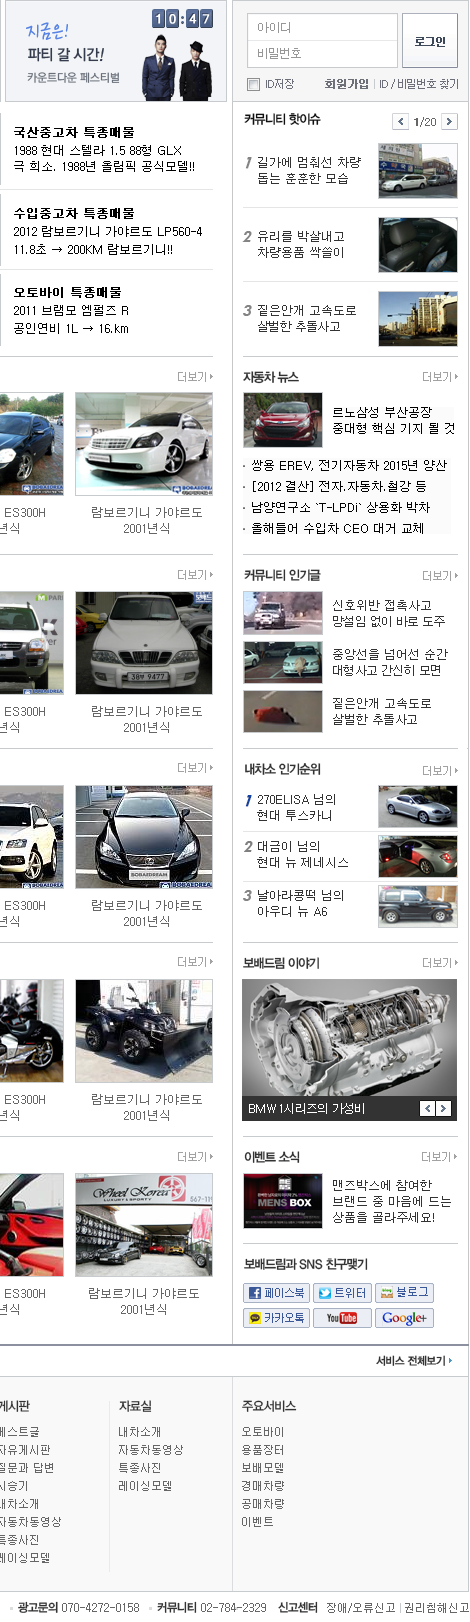 지금은!
10:47
파티 갈 시간!
카운트다운 페스티벌
아이디
비밀번호
로그인
ID저장
회원가입 | ID / 비밀번호 찾기
국산중고차 특종매물
1988 현대 스텔라 1.5 88형 GLX
극 희소. 1988년 올림픽 공식모델!!
수입중고차 특종매물
2012 람보르기니 가야르도 LP560-4
11.8초 → 200KM 람보르기니!!
오토바이 특종매물
2011 브램모 엠펄즈 R
공인연비 1L → 16.km
커뮤니티 핫이슈
1/20
1 길가에 멈춰선 차량
돕는 훈훈한 모습
2 유리를 박살내고
차량용품 싹쓸이
3 짙은안개 고속도로
살벌한 추돌사고
더보기
ES300H
년식
람보르기니 가야르도
2001년식
더보기
ES300H
년식
38부 9477
람보르기니 가야르도
2001년식
더보기
ES300H
년식
BOBAEDREAM
람보르기니 가야르도
2001년식
더보기
ES300H
년식
람보르기니 가야르도
2001년식
더보기
ES300H
년식
Wheel Korea
람보르기니 가야르도
2001년식
자동차 뉴스
더보기
르노삼성 부산공장
중대형 핵심 기지 될 것
· 쌍용 EREV, 전기자동차 2015년 양산
· [2012 결산] 전자.자동차.철강 등
· 남양연구소 `T-LPDi` 상용화 박차
· 올해들어 수입차 CEO 대거 교체
커뮤니티 인기글
더보기
신호위반 접촉사고
망설임 없이 바로 도주
중앙선을 넘어선 순간
대형사고 간신히 모면
짙은안개 고속도로
살벌한 추돌사고
내차소 인기순위
더보기
1 270ELISA 님의
현대 투스카니
2 대금이 님의
현대 뉴 제네시스
3 날아라콩떡 님의
아우디 뉴 A6
보배드림 이야기
더보기
BMW 1시리즈의 가성비
이벤트 소식
더보기
MENS BOX
맨즈박스에 참여한
브랜드 중 마음에 드는
상품을 골라주세요!
보배드림과 SNS 친구맺기
페이스북
트위터
블로그
카카오톡
YouTube
Google+
서비스 전체보기
게시판
베스트글
자유게시판
질문과 답변
시승기
내차소개
자동차동영상
특종사진
레이싱모델
자료실
내차소개
자동차동영상
특종사진
레이싱모델
주요서비스
오토바이
용품장터
보배모델
경매차량
공매차량
이벤트
· 광고문의 070-4272-0158 · 커뮤니티 02-784-2329 신고센터 장애/오류신고 | 권리침해신고